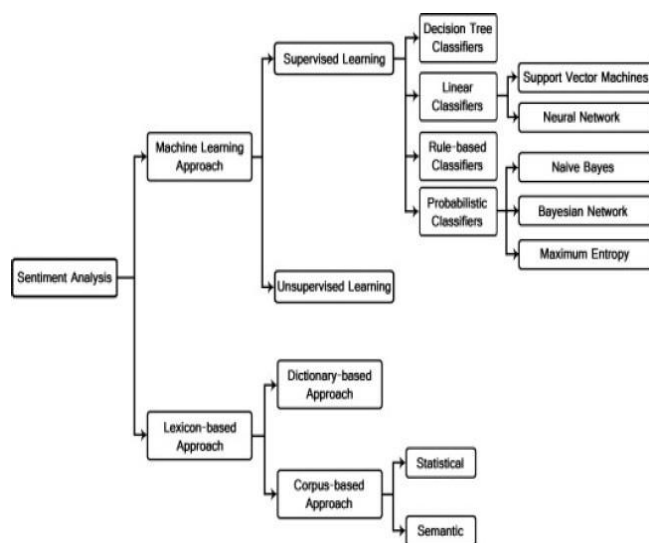 Decision Tree
Classifiers
Supervised Learning
Linear
Classifiers
Support Vector Machines
Neural Network
Machine Learning
Approach
Rule-based
Classifiers
Naive Bayes
Probabilistic
Classifiers
Bayesian Network
Maximum Entropy
Sentiment Analysis
Unsupervised Learning
Dictionary-based
Approach
Lexicon-based
Approach
Statistical
Corpus-based
Approach
Semantic